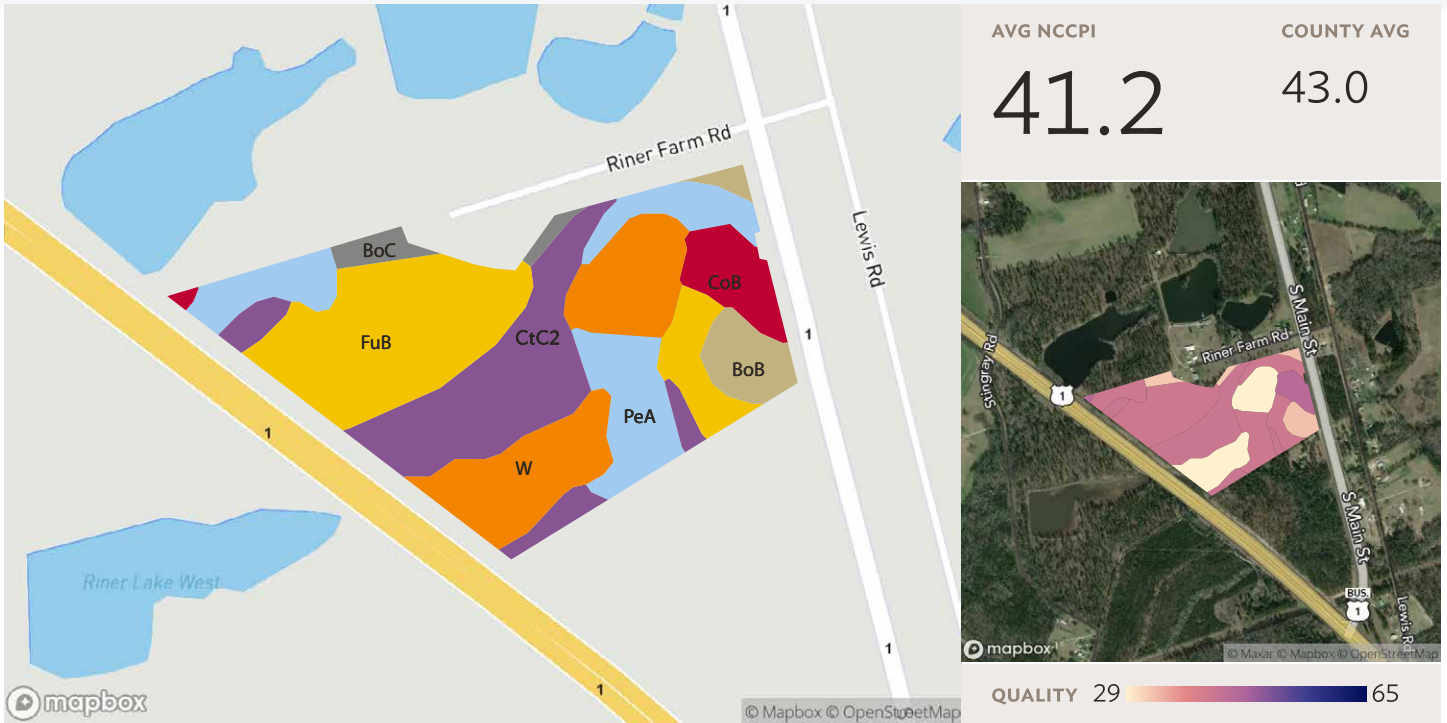 1
Riner Farm Rd
Lewis Rd
BoC
CoB
FuB
CtC2
1
BoB
PeA
1
W
Riner Lake West
1
1
mapbox
© Mapbox © OpenStreetMap
AVG NCCPI
COUNTY AVG
41.2
43.0
S Main St
Riner Farm Rd
Stingray Rd
1
S Main St
BUS.
1
Lewis Rd
mapbox
© Maxar © Mapbox © OpenStreetMap
QUALITY 29 65